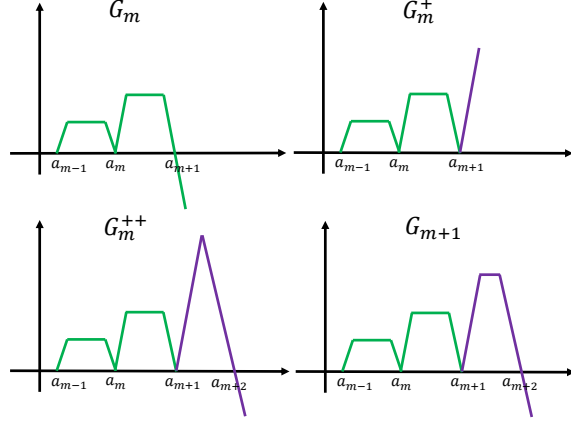 G_m
a_{m-1} a_m a_{m+1}
G_m^+
a_{m-1} a_m a_{m+1}
G_m^{++}
a_{m-1} a_m a_{m+1} a_{m+2}
G_{m+1}
a_{m-1} a_m a_{m+1} a_{m+2}